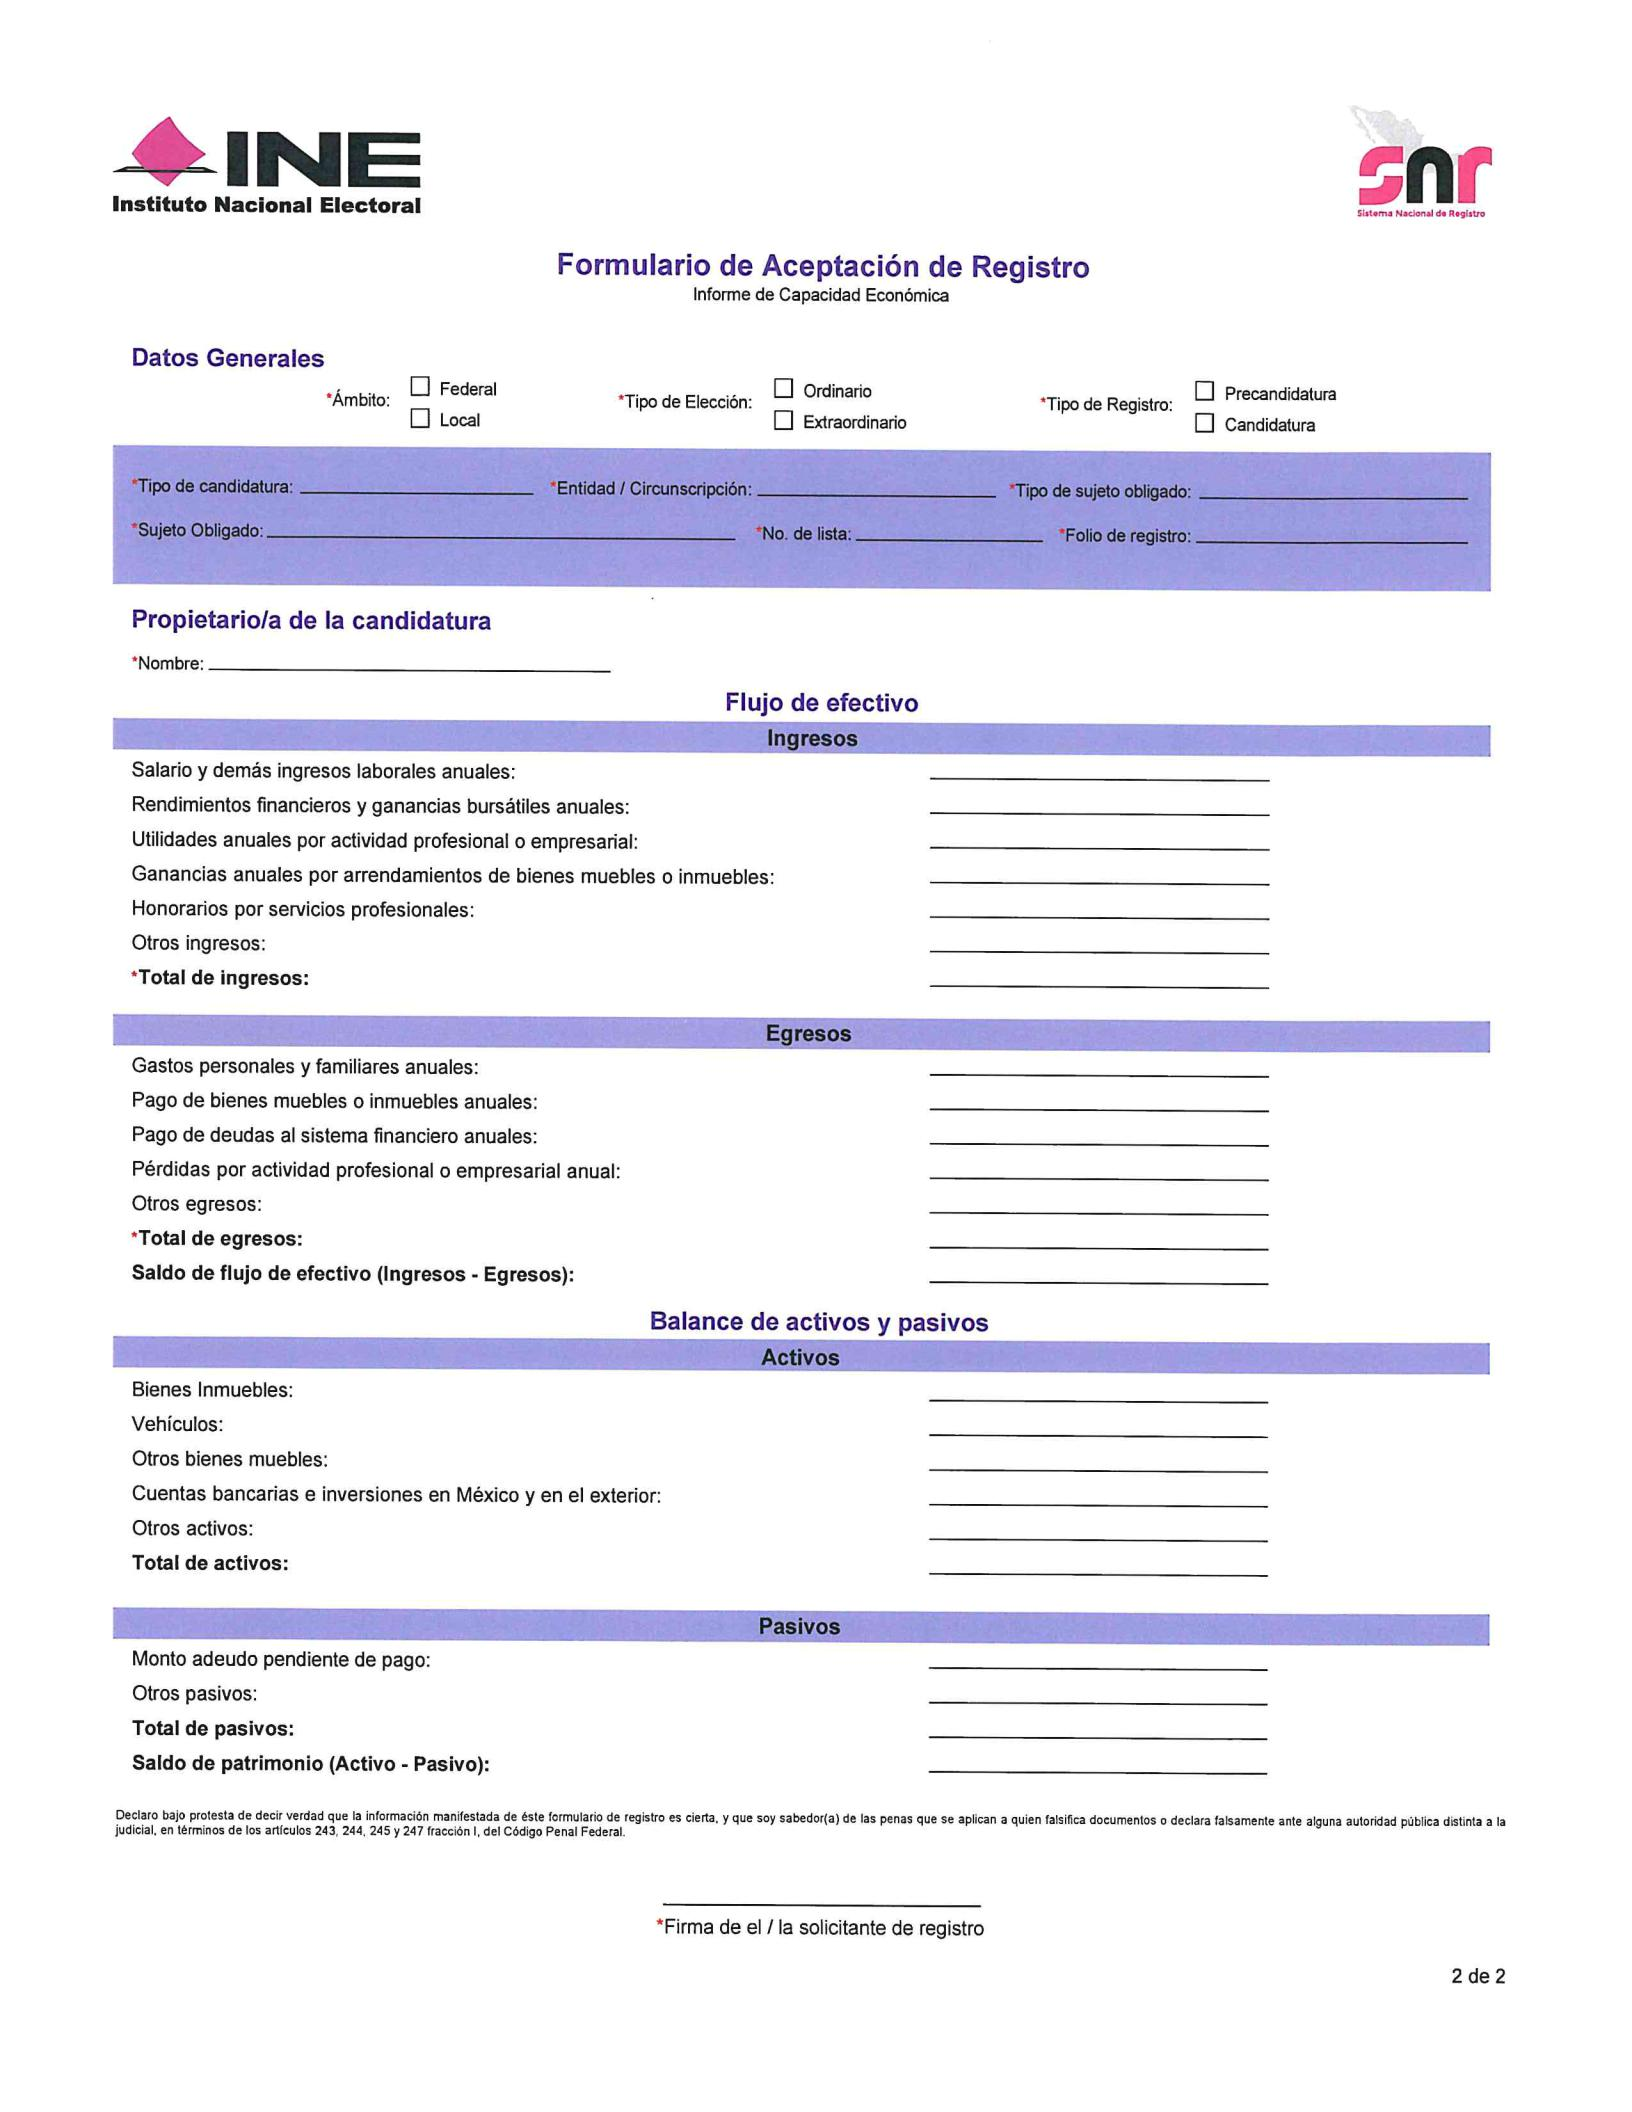 INE
Instituto Nacional Electoral
snr
Sistema Nacional de Registro
Formulario de Aceptación de Registro
Informe de Capacidad Económica
Datos Generales
*Ámbito: Federal
Local
*Tipo de Elección: Ordinario
Extraordinario
*Tipo de Registro: Precandidatura
Candidatura
*Tipo de candidatura: *Entidad / Circunscripción: *Tipo de sujeto obligado:
*Sujeto Obligado: *No. de lista: *Folio de registro:
Propietario/a de la candidatura
*Nombre:
Flujo de efectivo
Ingresos
Salario y demás ingresos laborales anuales:
Rendimientos financieros y ganancias bursátiles anuales:
Utilidades anuales por actividad profesional o empresarial:
Ganancias anuales por arrendamientos de bienes muebles o inmuebles:
Honorarios por servicios profesionales:
Otros ingresos:
*Total de ingresos:
Egresos
Gastos personales y familiares anuales:
Pago de bienes muebles o inmuebles anuales:
Pago de deudas al sistema financiero anuales:
Pérdidas por actividad profesional o empresarial anual:
Otros egresos:
*Total de egresos:
Saldo de flujo de efectivo (Ingresos - Egresos):
Balance de activos y pasivos
Activos
Bienes Inmuebles:
Vehículos:
Otros bienes muebles:
Cuentas bancarias e inversiones en México y en el exterior:
Otros activos:
Total de activos:
Pasivos
Monto adeudo pendiente de pago:
Otros pasivos:
Total de pasivos:
Saldo de patrimonio (Activo - Pasivo):
Declaro bajo protesta de decir verdad que la información manifestada de éste formulario de registro es cierta, y que soy sabedor(a) de las penas que se aplican a quien falsifica documentos o declara falsamente ante alguna autoridad pública distinta a la
judicial, en términos de los artículos 243, 244, 245 y 247 fracción I, del Código Penal Federal.
*Firma de el / la solicitante de registro
2 de 2